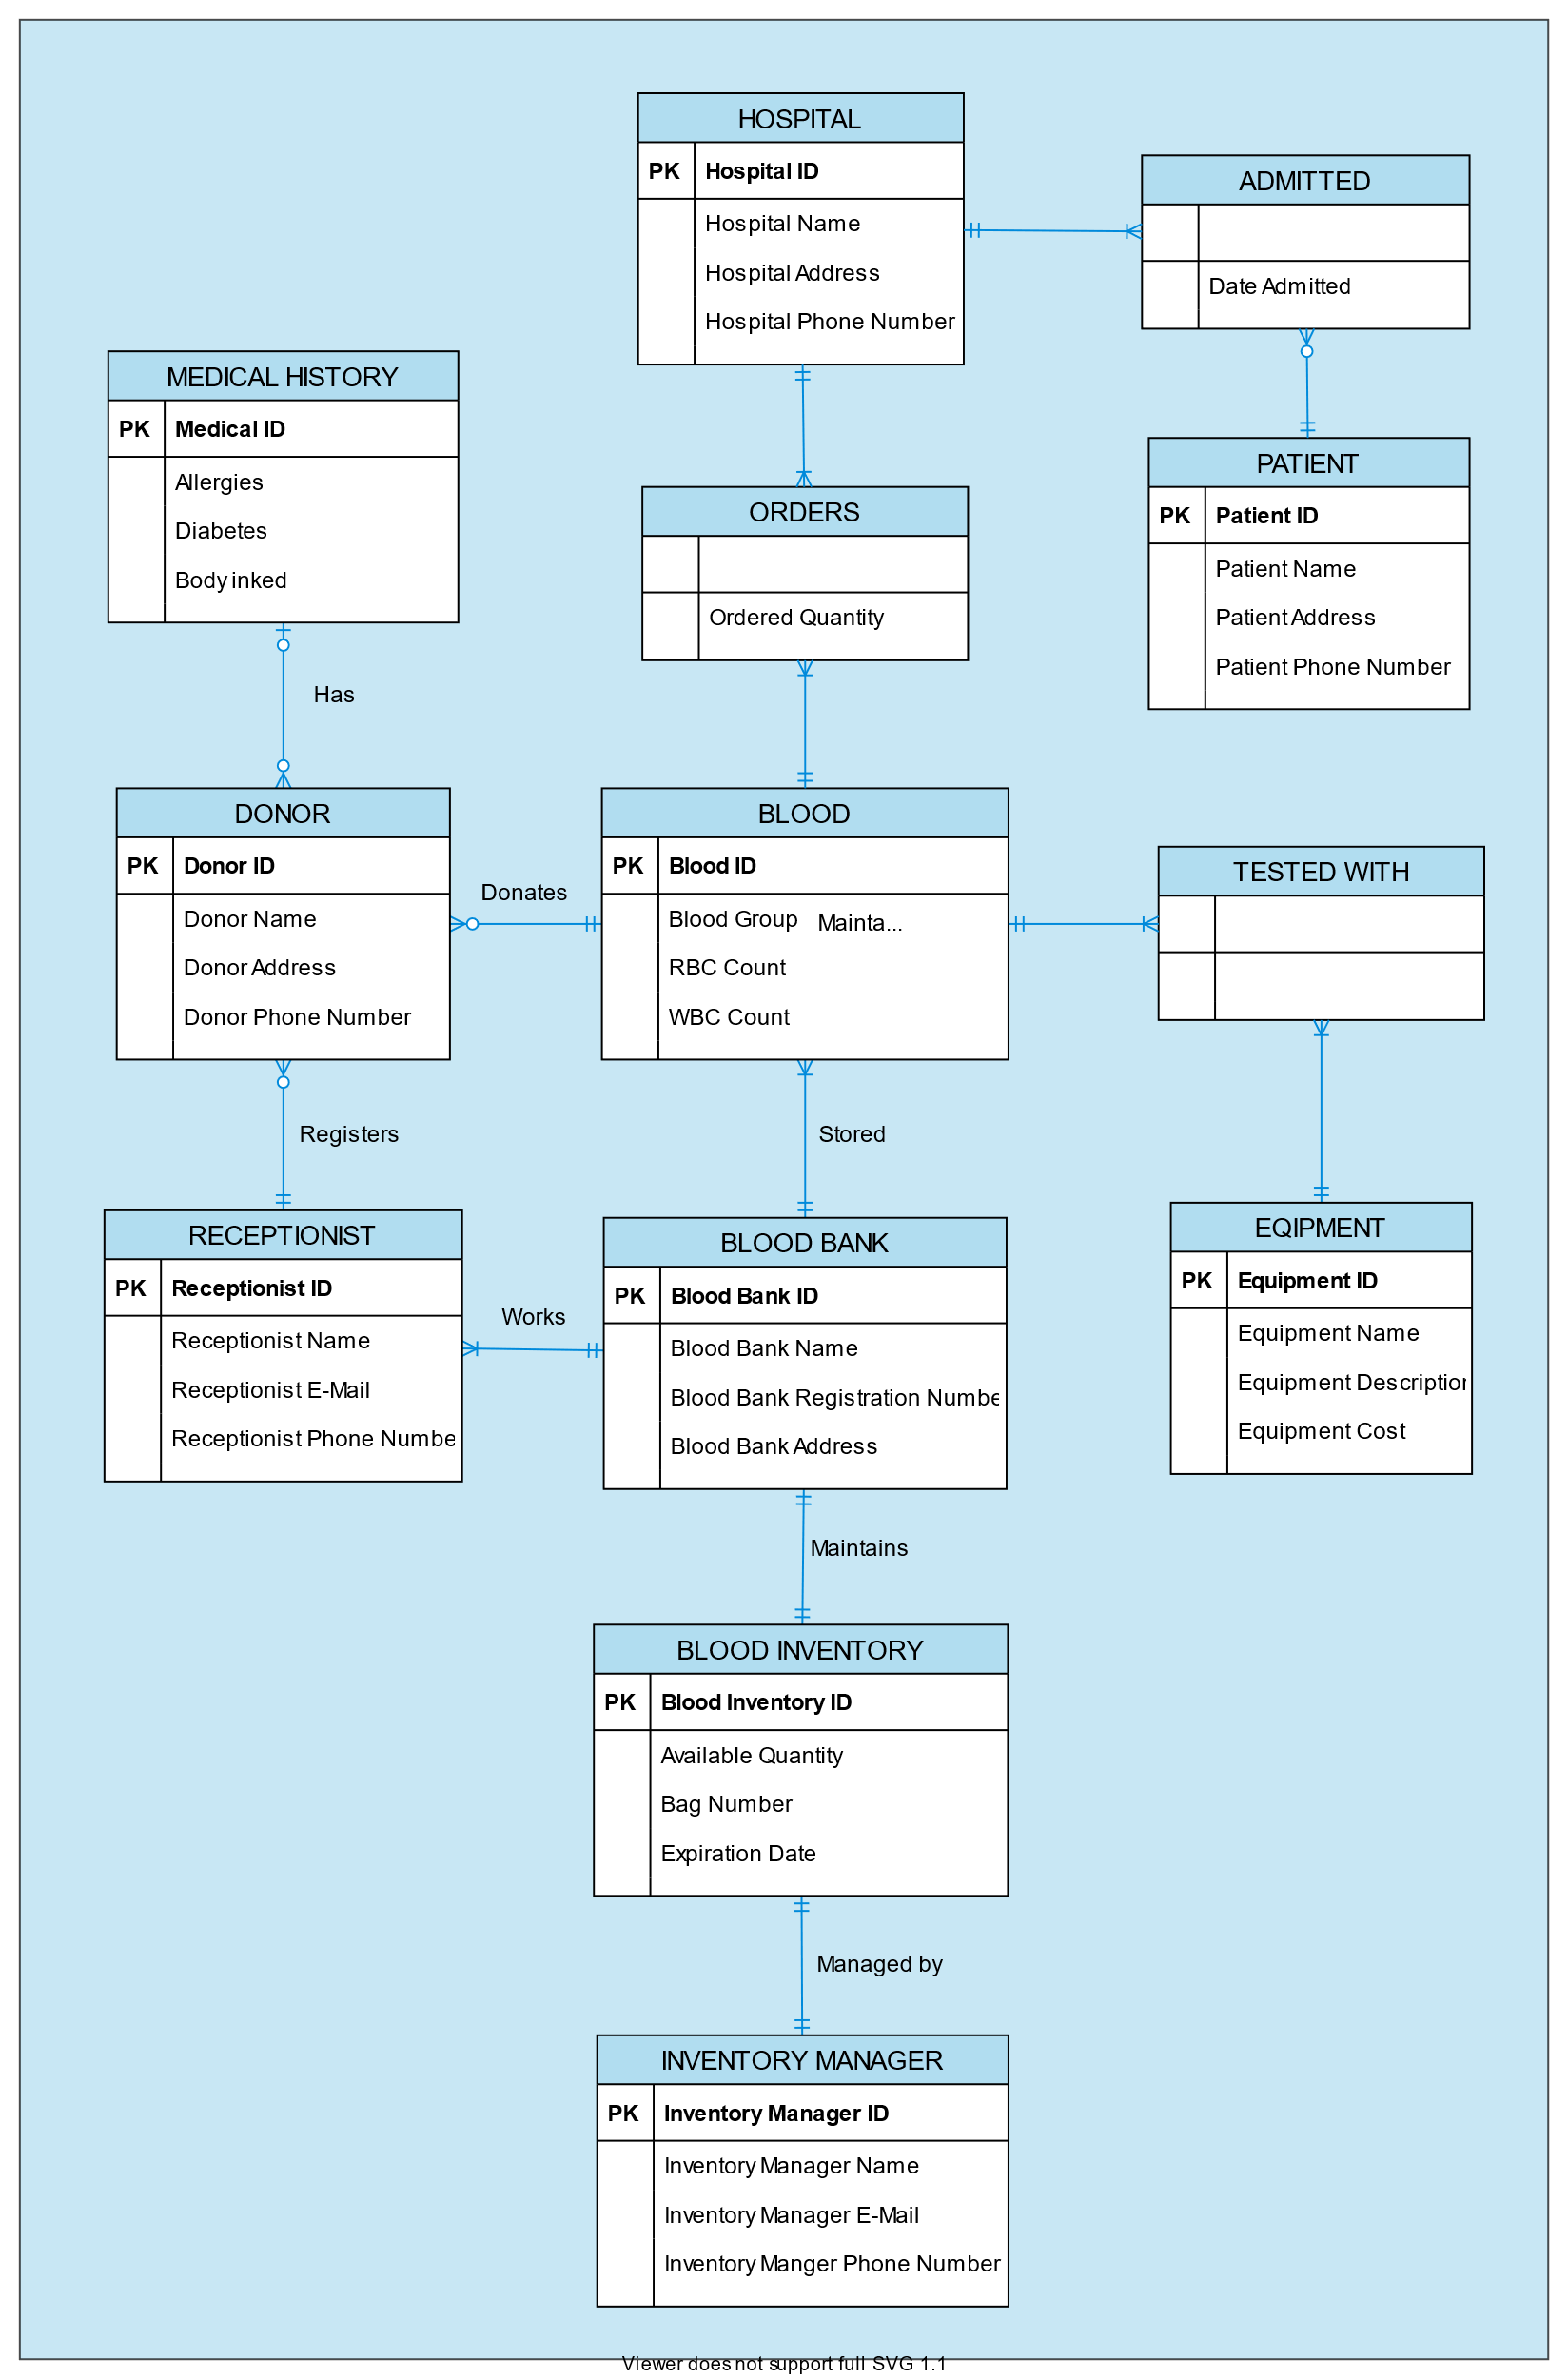 HOSPITAL
PK Hospital ID
Hospital Name
Hospital Address
Hospital Phone Number
ADMITTED
Date Admitted
MEDICAL HISTORY
PK Medical ID
Allergies
Diabetes
Body inked
PATIENT
PK Patient ID
Patient Name
Patient Address
Patient Phone Number
ORDERS
Ordered Quantity
Has
DONOR
PK Donor ID
Donor Name
Donor Address
Donor Phone Number
Donates
BLOOD
PK Blood ID
Blood Group Mainta...
RBC Count
WBC Count
TESTED WITH
Registers
Stored
RECEPTIONIST
PK Receptionist ID
Receptionist Name
Receptionist E-Mail
Receptionist Phone Numbe
Works
BLOOD BANK
PK Blood Bank ID
Blood Bank Name
Blood Bank Registration Numbe
Blood Bank Address
EQIPMENT
PK Equipment ID
Equipment Name
Equipment Description
Equipment Cost
Maintains
BLOOD INVENTORY
PK Blood Inventory ID
Available Quantity
Bag Number
Expiration Date
Managed by
INVENTORY MANAGER
PK Inventory Manager ID
Inventory Manager Name
Inventory Manager E-Mail
Inventory Manger Phone Number
Viewer does not support full SVG 1.1